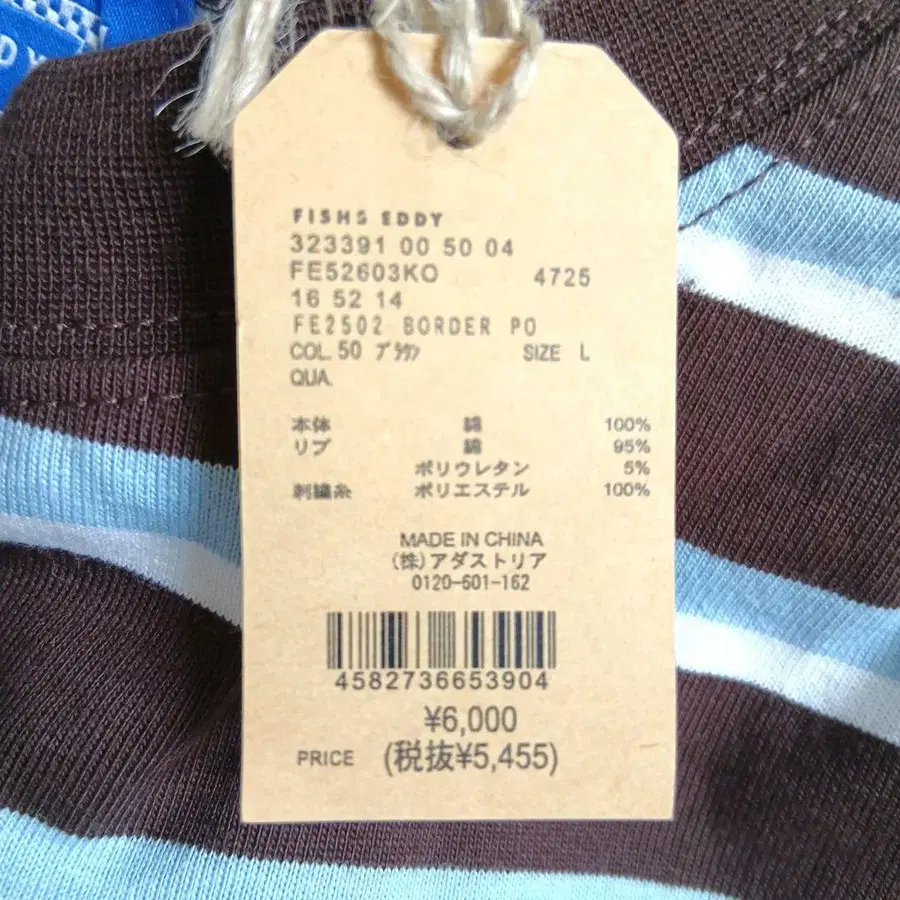 FISHS EDDY
323391 00 50 04
FE52603KO 4725
16 52 14
FE2502 BORDER PO
COL. 50 ブラウン SIZE L
QUA.
本体 綿 100%
リブ 綿 95%
ポリウレタン 5%
刺繍糸 ポリエステル 100%
MADE IN CHINA
(株)アダストリア
0120-601-162
4582736653904
¥6,000
PRICE (税抜¥5,455)